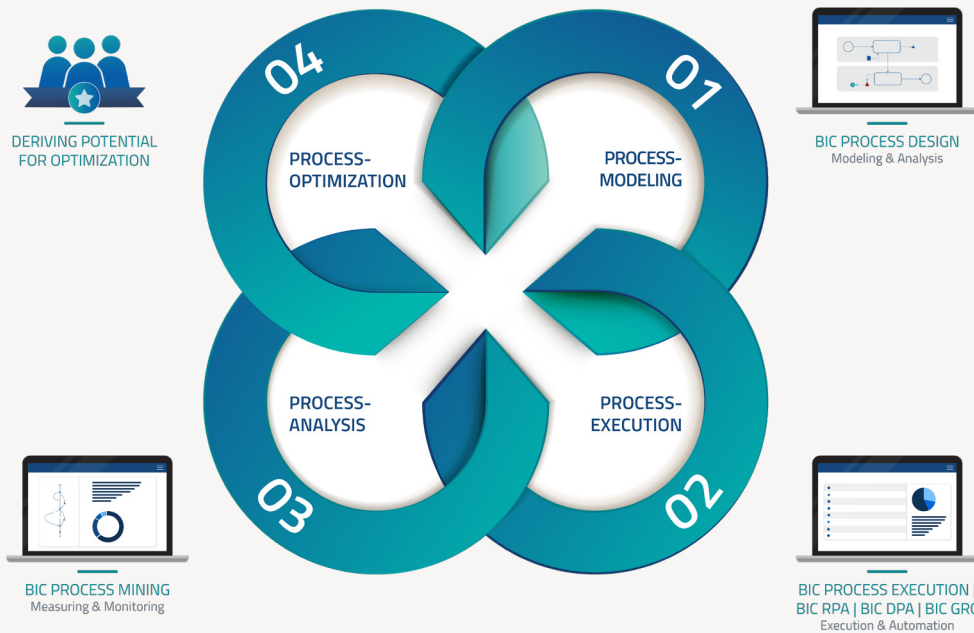 04
01
DERIVING POTENTIAL
FOR OPTIMIZATION
PROCESS-
OPTIMIZATION
PROCESS-
MODELING
BIC PROCESS DESIGN
Modeling & Analysis
PROCESS-
ANALYSIS
PROCESS-
EXECUTION
03
02
BIC PROCESS MINING
Measuring & Monitoring
BIC PROCESS EXECUTION |
BIC RPA | BIC DPA | BIC GRC
Execution & Automation